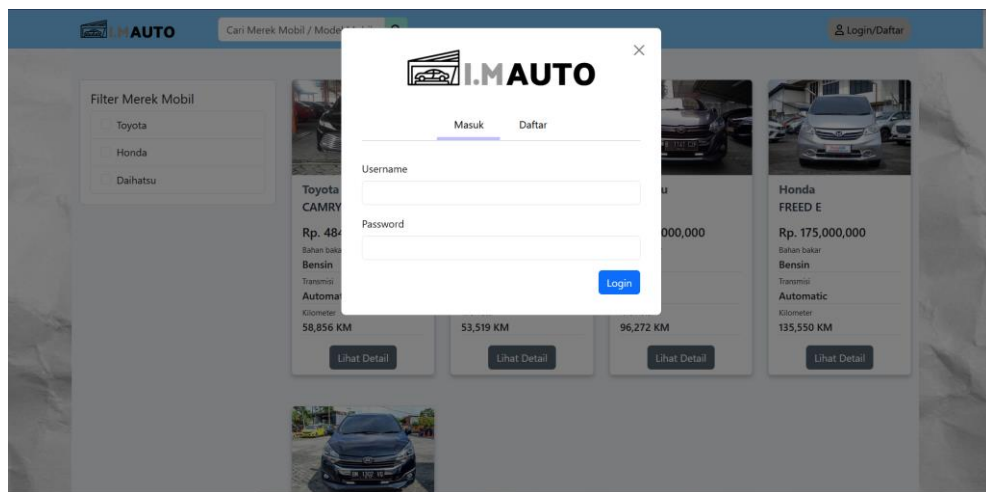 I.MAUTO
Cari Merek Mobil / Model
Login/Daftar
Filter Merek Mobil
Toyota
Honda
Daihatsu
I.MAUTO
Masuk Daftar
Username
Password
Login
Toyota
CAMRY
Rp. 484
Bahan baka
Bensin
Transmisi
Automat
Kilometer
58,856 KM
Lihat Detail
53,519 KM
Lihat Detail
u
000,000
96,272 KM
Lihat Detail
Honda
FREED E
Rp. 175,000,000
Bahan bakar
Bensin
Transmisi
Automatic
Kilometer
135,550 KM
Lihat Detail